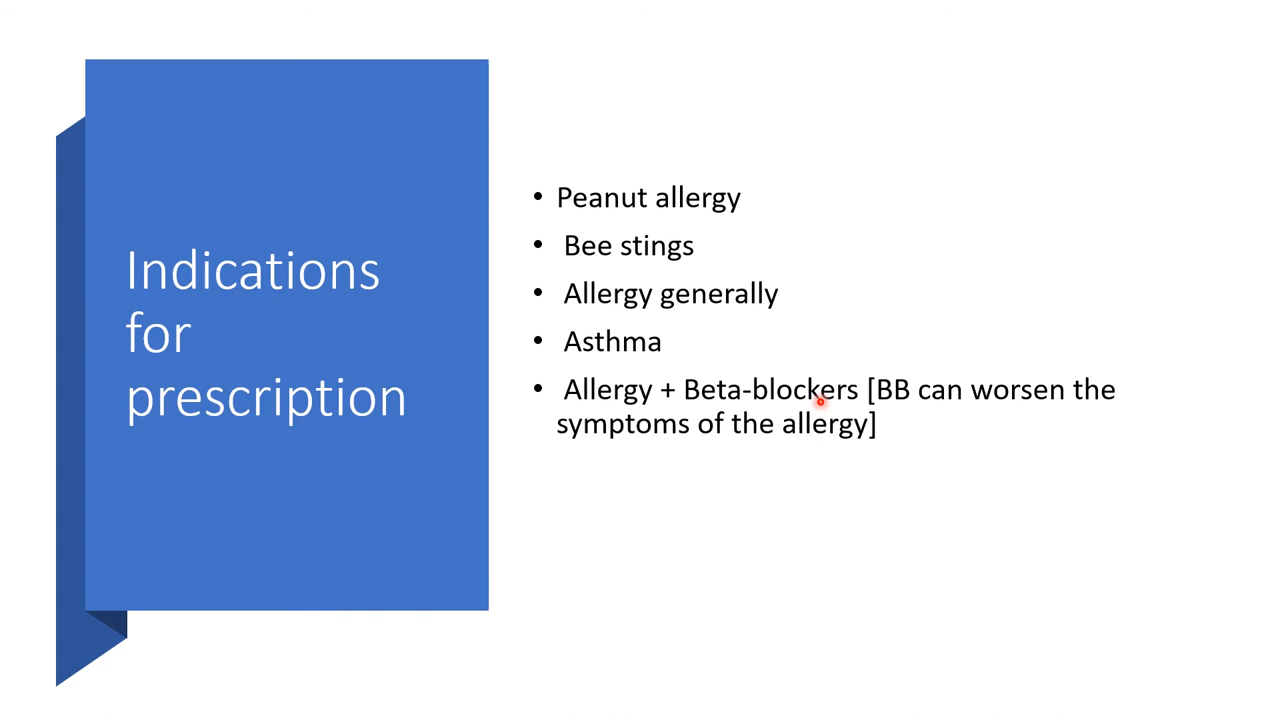 Indications
for
prescription
• Peanut allergy
• Bee stings
• Allergy generally
• Asthma
• Allergy + Beta-blockers [BB can worsen the
symptoms of the allergy]